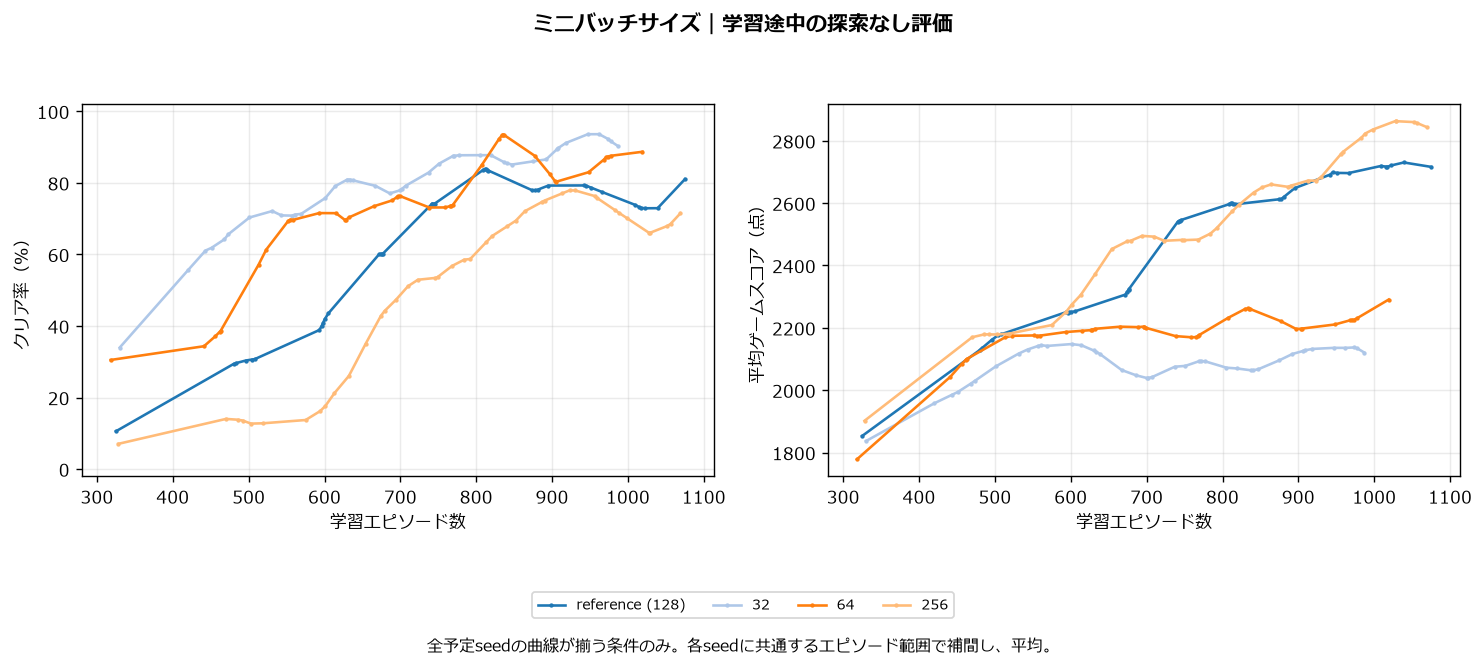 ミニバッチサイズ｜学習途中の探索なし評価
クリア率（%）
100
80
60
40
20
0
300 400 500 600 700 800 900 1000 1100
学習エピソード数
平均ゲームスコア（点）
2800
2600
2400
2200
2000
1800
300 400 500 600 700 800 900 1000 1100
学習エピソード数
reference (128) 32 64 256
全予定seedの曲線が揃う条件のみ。各seedに共通するエピソード範囲で補間し、平均。